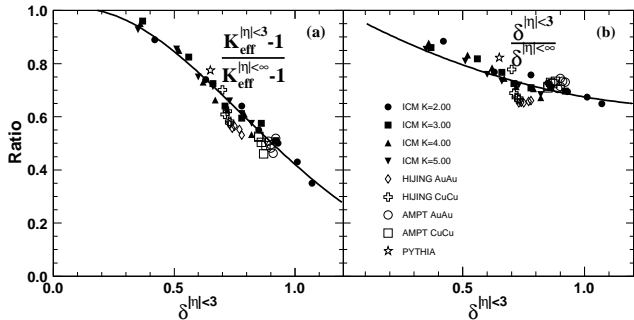 1.0
0.8
0.6
0.4
0.2
0.0
Ratio
K_eff^|η|<3 -1
K_eff^|η|<∞ -1
(a)
0.0 0.5 1.0
δ^|η|<3
δ^|η|<3
δ^|η|<∞
(b)
ICM K=2.00
ICM K=3.00
ICM K=4.00
ICM K=5.00
HIJING AuAu
HIJING CuCu
AMPT AuAu
AMPT CuCu
PYTHIA
0.5 1.0
δ^|η|<3